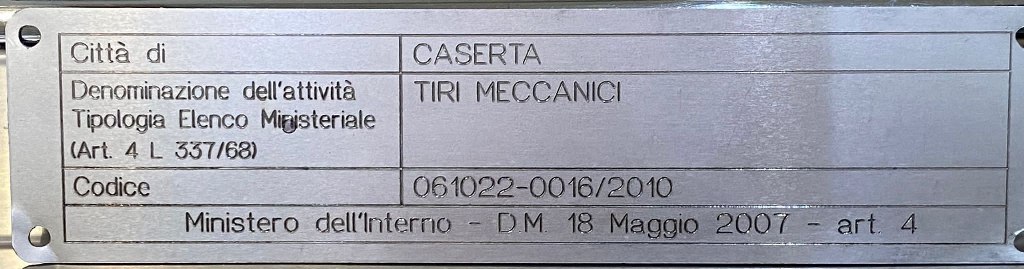 Città di CASERTA
Denominazione dell'attività TIRI MECCANICI
Tipologia Elenco Ministeriale
(Art. 4 L 337/68)
Codice 061022-0016/2010
Ministero dell'Interno - D.M. 18 Maggio 2007 - art. 4